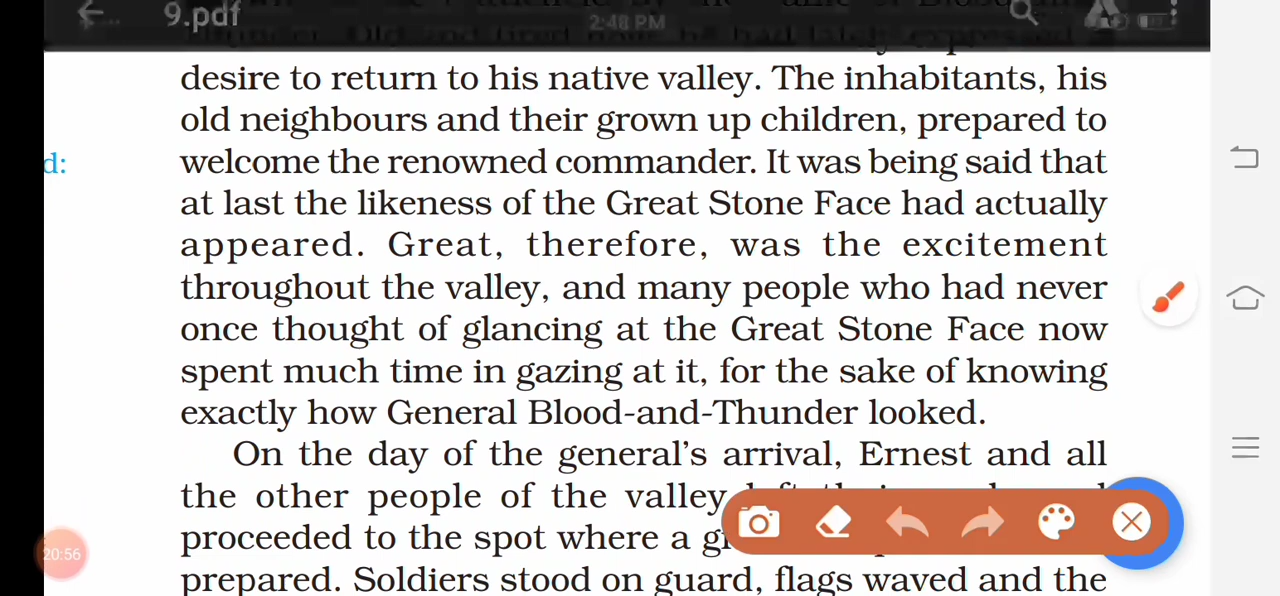 9.pdf
2:48 PM
desire to return to his native valley. The inhabitants, his
old neighbours and their grown up children, prepared to
d:
welcome the renowned commander. It was being said that
at last the likeness of the Great Stone Face had actually
appeared. Great, therefore, was the excitement
throughout the valley, and many people who had never
once thought of glancing at the Great Stone Face now
spent much time in gazing at it, for the sake of knowing
exactly how General Blood-and-Thunder looked.
On the day of the general's arrival, Ernest and all
the other people of the valley
proceeded to the spot where a
prepared. Soldiers stood on guard, flags waved and the
20:56